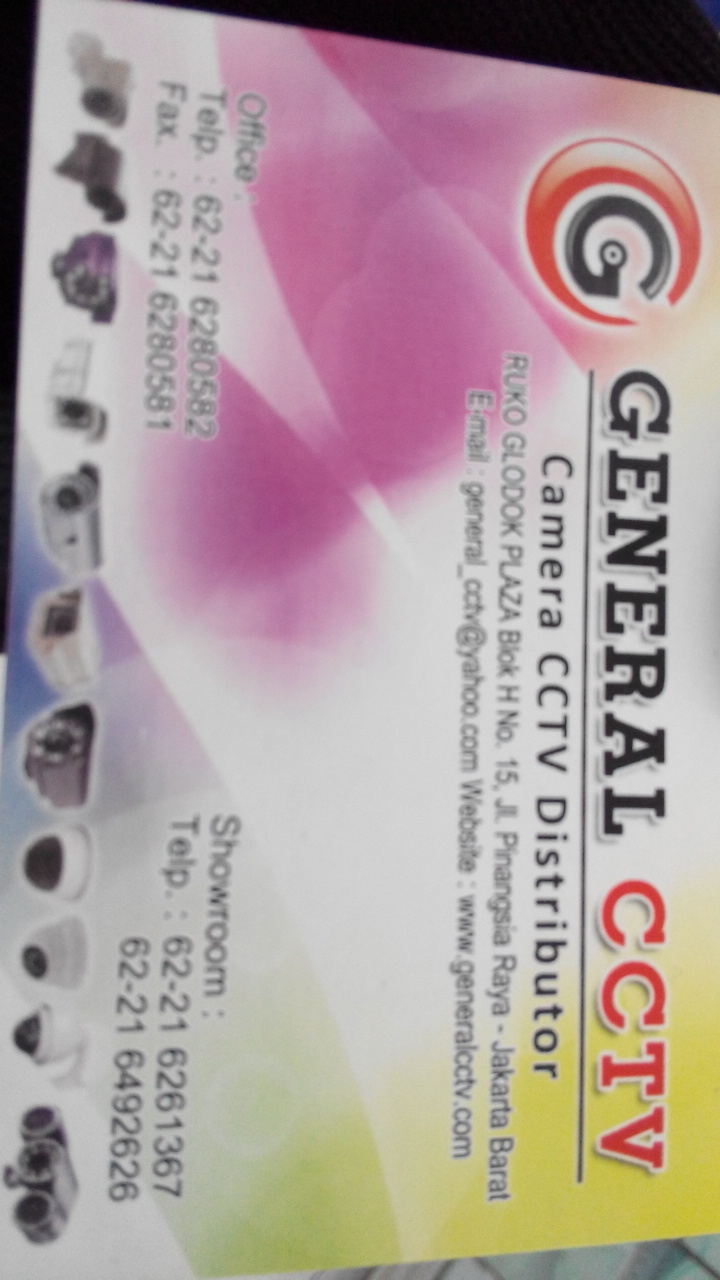 G GENERAL CCTV
Camera CCTV Distributor
RUKO GLODOK PLAZA Blok H No. 15, Jl. Pinangsia Raya - Jakarta Barat
E-mail : general_cctv@yahoo.com Website : www.generalcctv.com
Office :
Telp. : 62-21 6280582
Fax. : 62-21 6280581
Showroom :
Telp. : 62-21 6261367
62-21 6492626